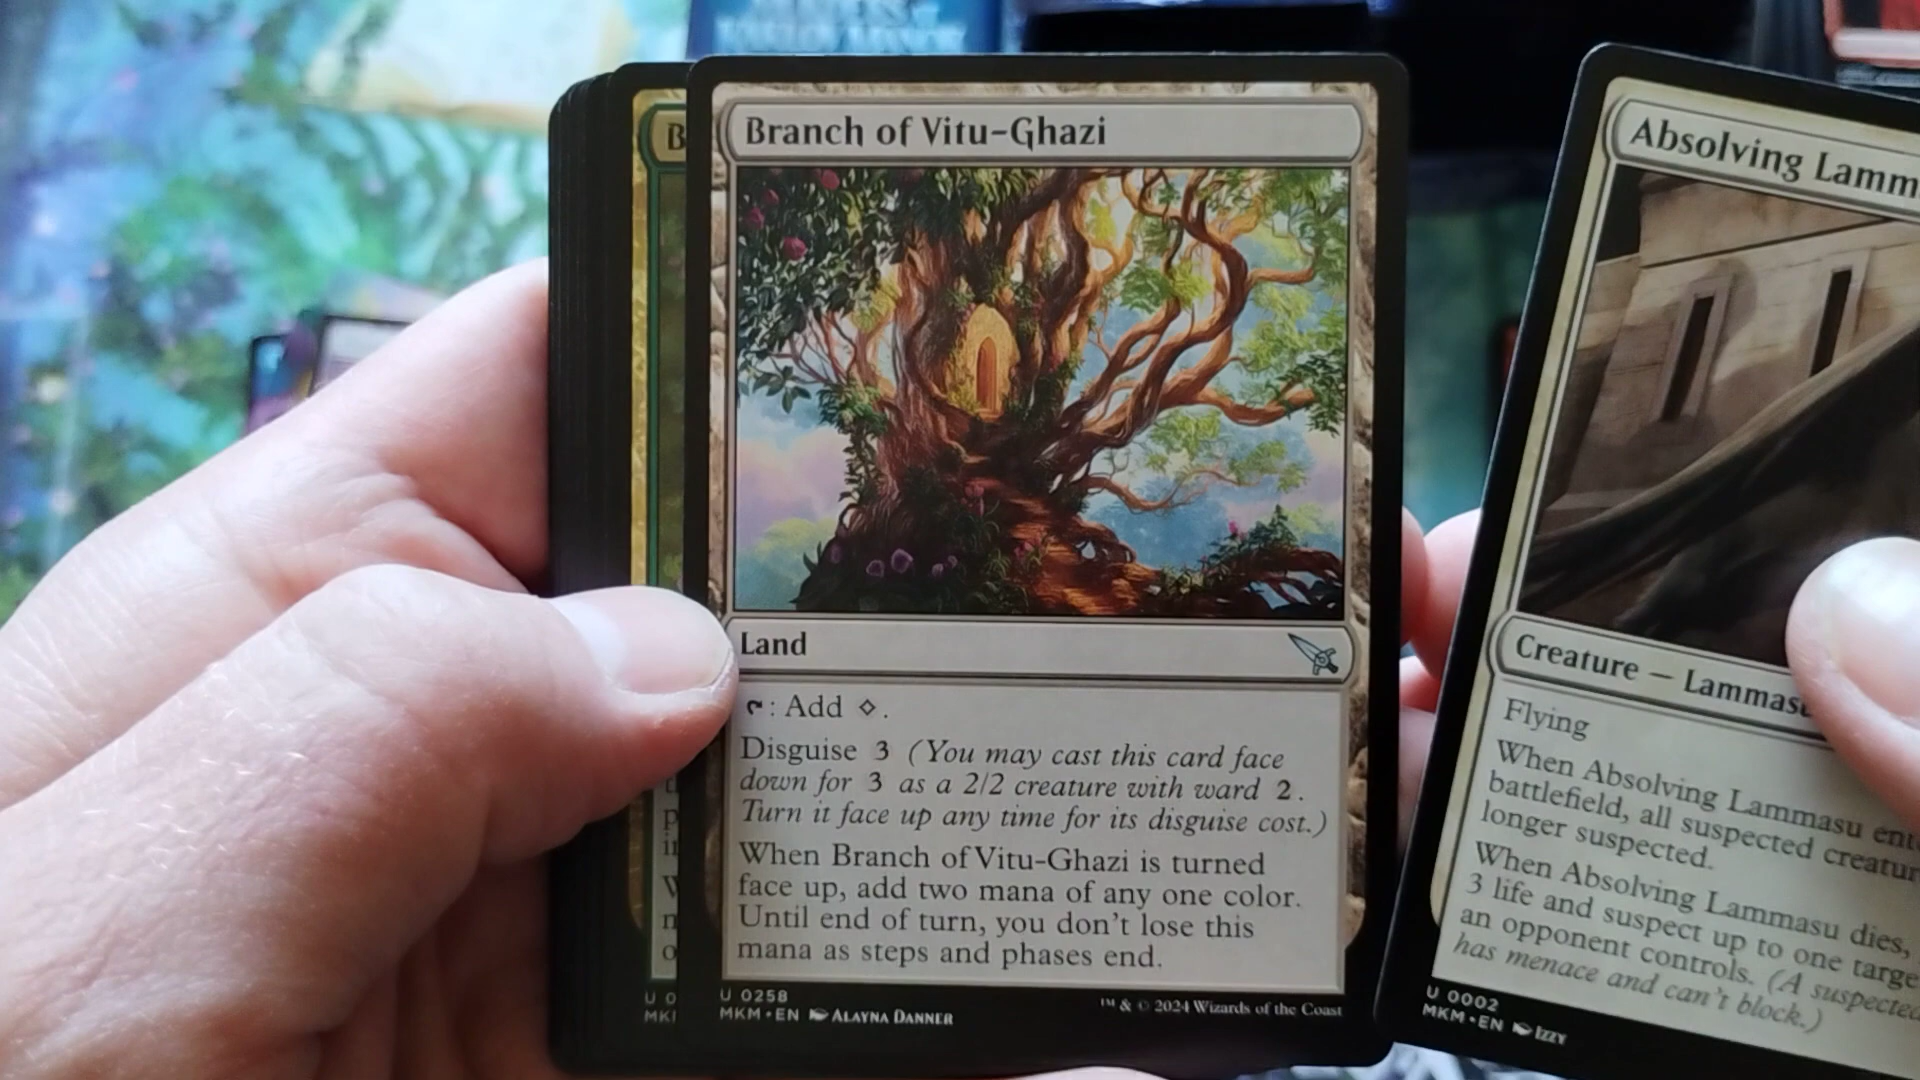 Branch of Vitu-Ghazi
Land
: Add .
Disguise 3 (You may cast this card face
down for 3 as a 2/2 creature with ward 2.
Turn it face up any time for its disguise cost.)
When Branch of Vitu-Ghazi is turned
face up, add two mana of any one color.
Until end of turn, you don't lose this
mana as steps and phases end.
U 0258
MKM • EN ALAYNA DANNER
™ & © 2024 Wizards of the Coast
Absolving Lamm
Creature — Lammasu
Flying
When Absolving Lammasu ent
battlefield, all suspected creatur
longer suspected.
When Absolving Lammasu dies,
3 life and suspect up to one targe
an opponent controls. (A suspected
has menace and can't block.)
U 0002
MKM • EN IZZY
B
U 0
MKM